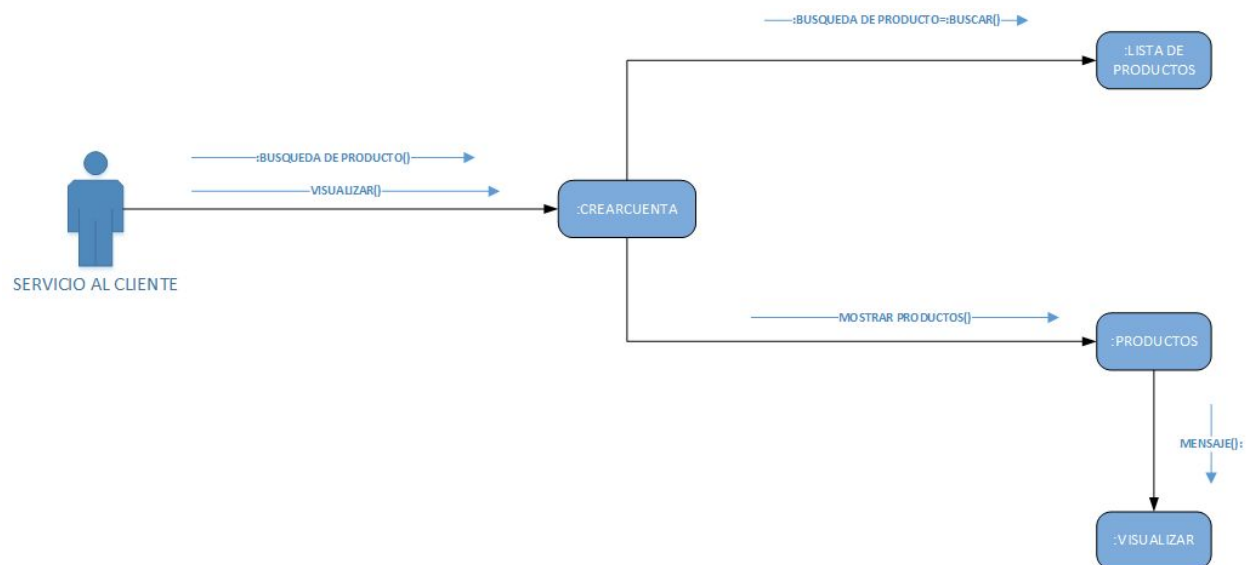 :BUSQUEDA DE PRODUCTO=:BUSCAR()
:LISTA DE
PRODUCTOS
:BUSQUEDA DE PRODUCTO()
VISUALIZAR()
:CREARCUENTA
SERVICIO AL CLIENTE
MOSTRAR PRODUCTOS()
:PRODUCTOS
MENSAJE():
:VISUALIZAR